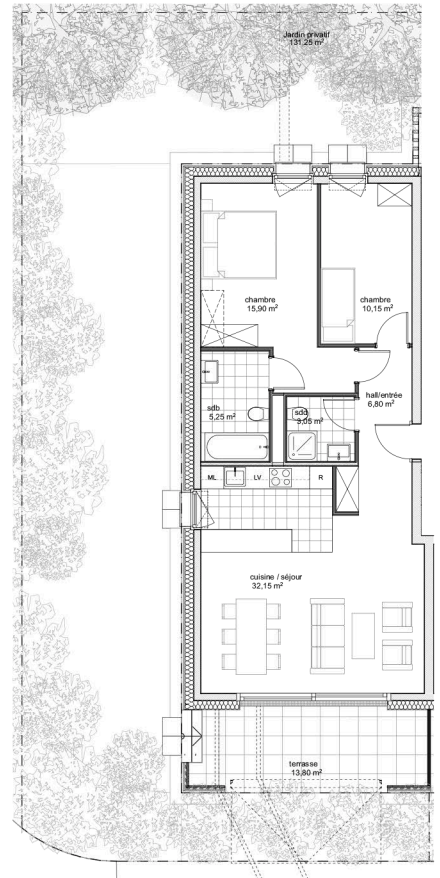 Jardin privatif
131,25 m²
chambre
15,90 m²
chambre
10,15 m²
hall/entrée
6,80 m²
sdb
5,25 m²
sdd
3,05 m²
ML LV R
cuisine / séjour
32,15 m²
terrasse
13,80 m²